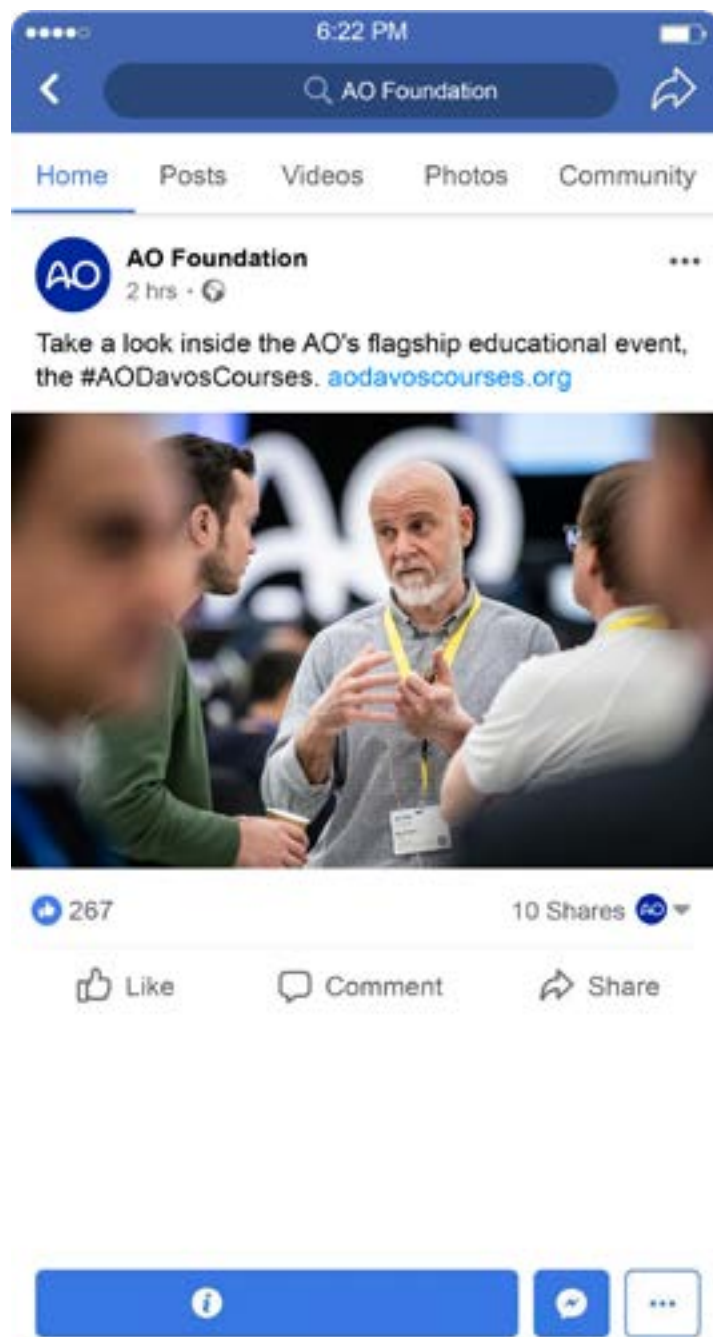 6:22 PM
AO Foundation
Home Posts Videos Photos Community
AO
AO Foundation
2 hrs
Take a look inside the AO's flagship educational event,
the #AODavosCourses. aodavoscourses.org
AO
267 10 Shares AO
Like Comment Share